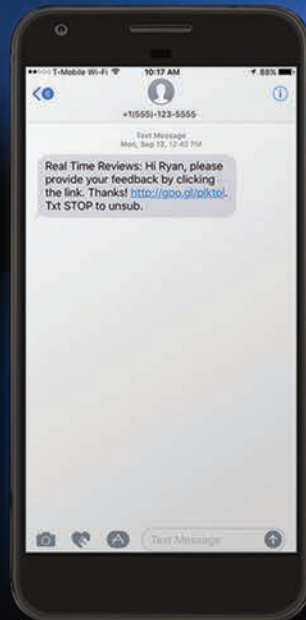 T-Mobile Wi-Fi 10:17 AM 88%
6
+1(555)-123-5555
Text Message
Mon, Sep 12, 12:40 PM
Real Time Reviews: Hi Ryan, please
provide your feedback by clicking
the link. Thanks! http://goo.gl/plktpl.
Txt STOP to unsub.
Text Message